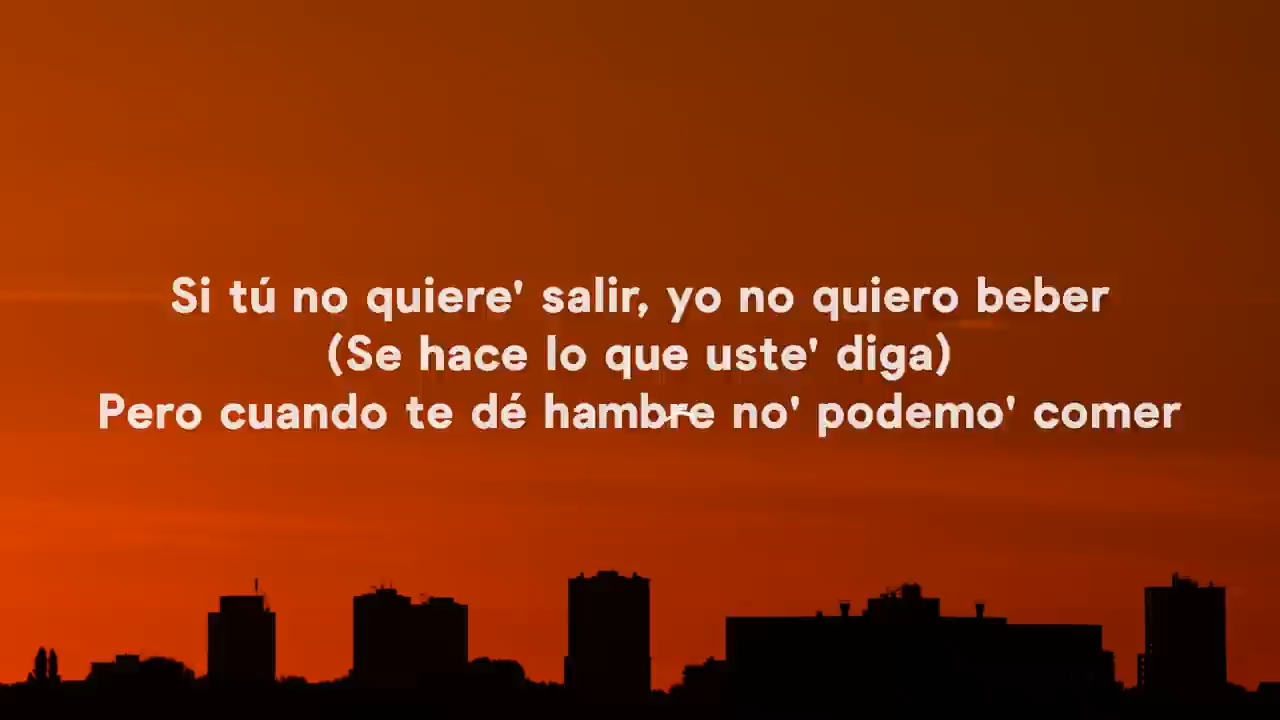 Si tú no quiere' salir, yo no quiero beber
(Se hace lo que uste' diga)
Pero cuando te dé hambre no' podemo' comer